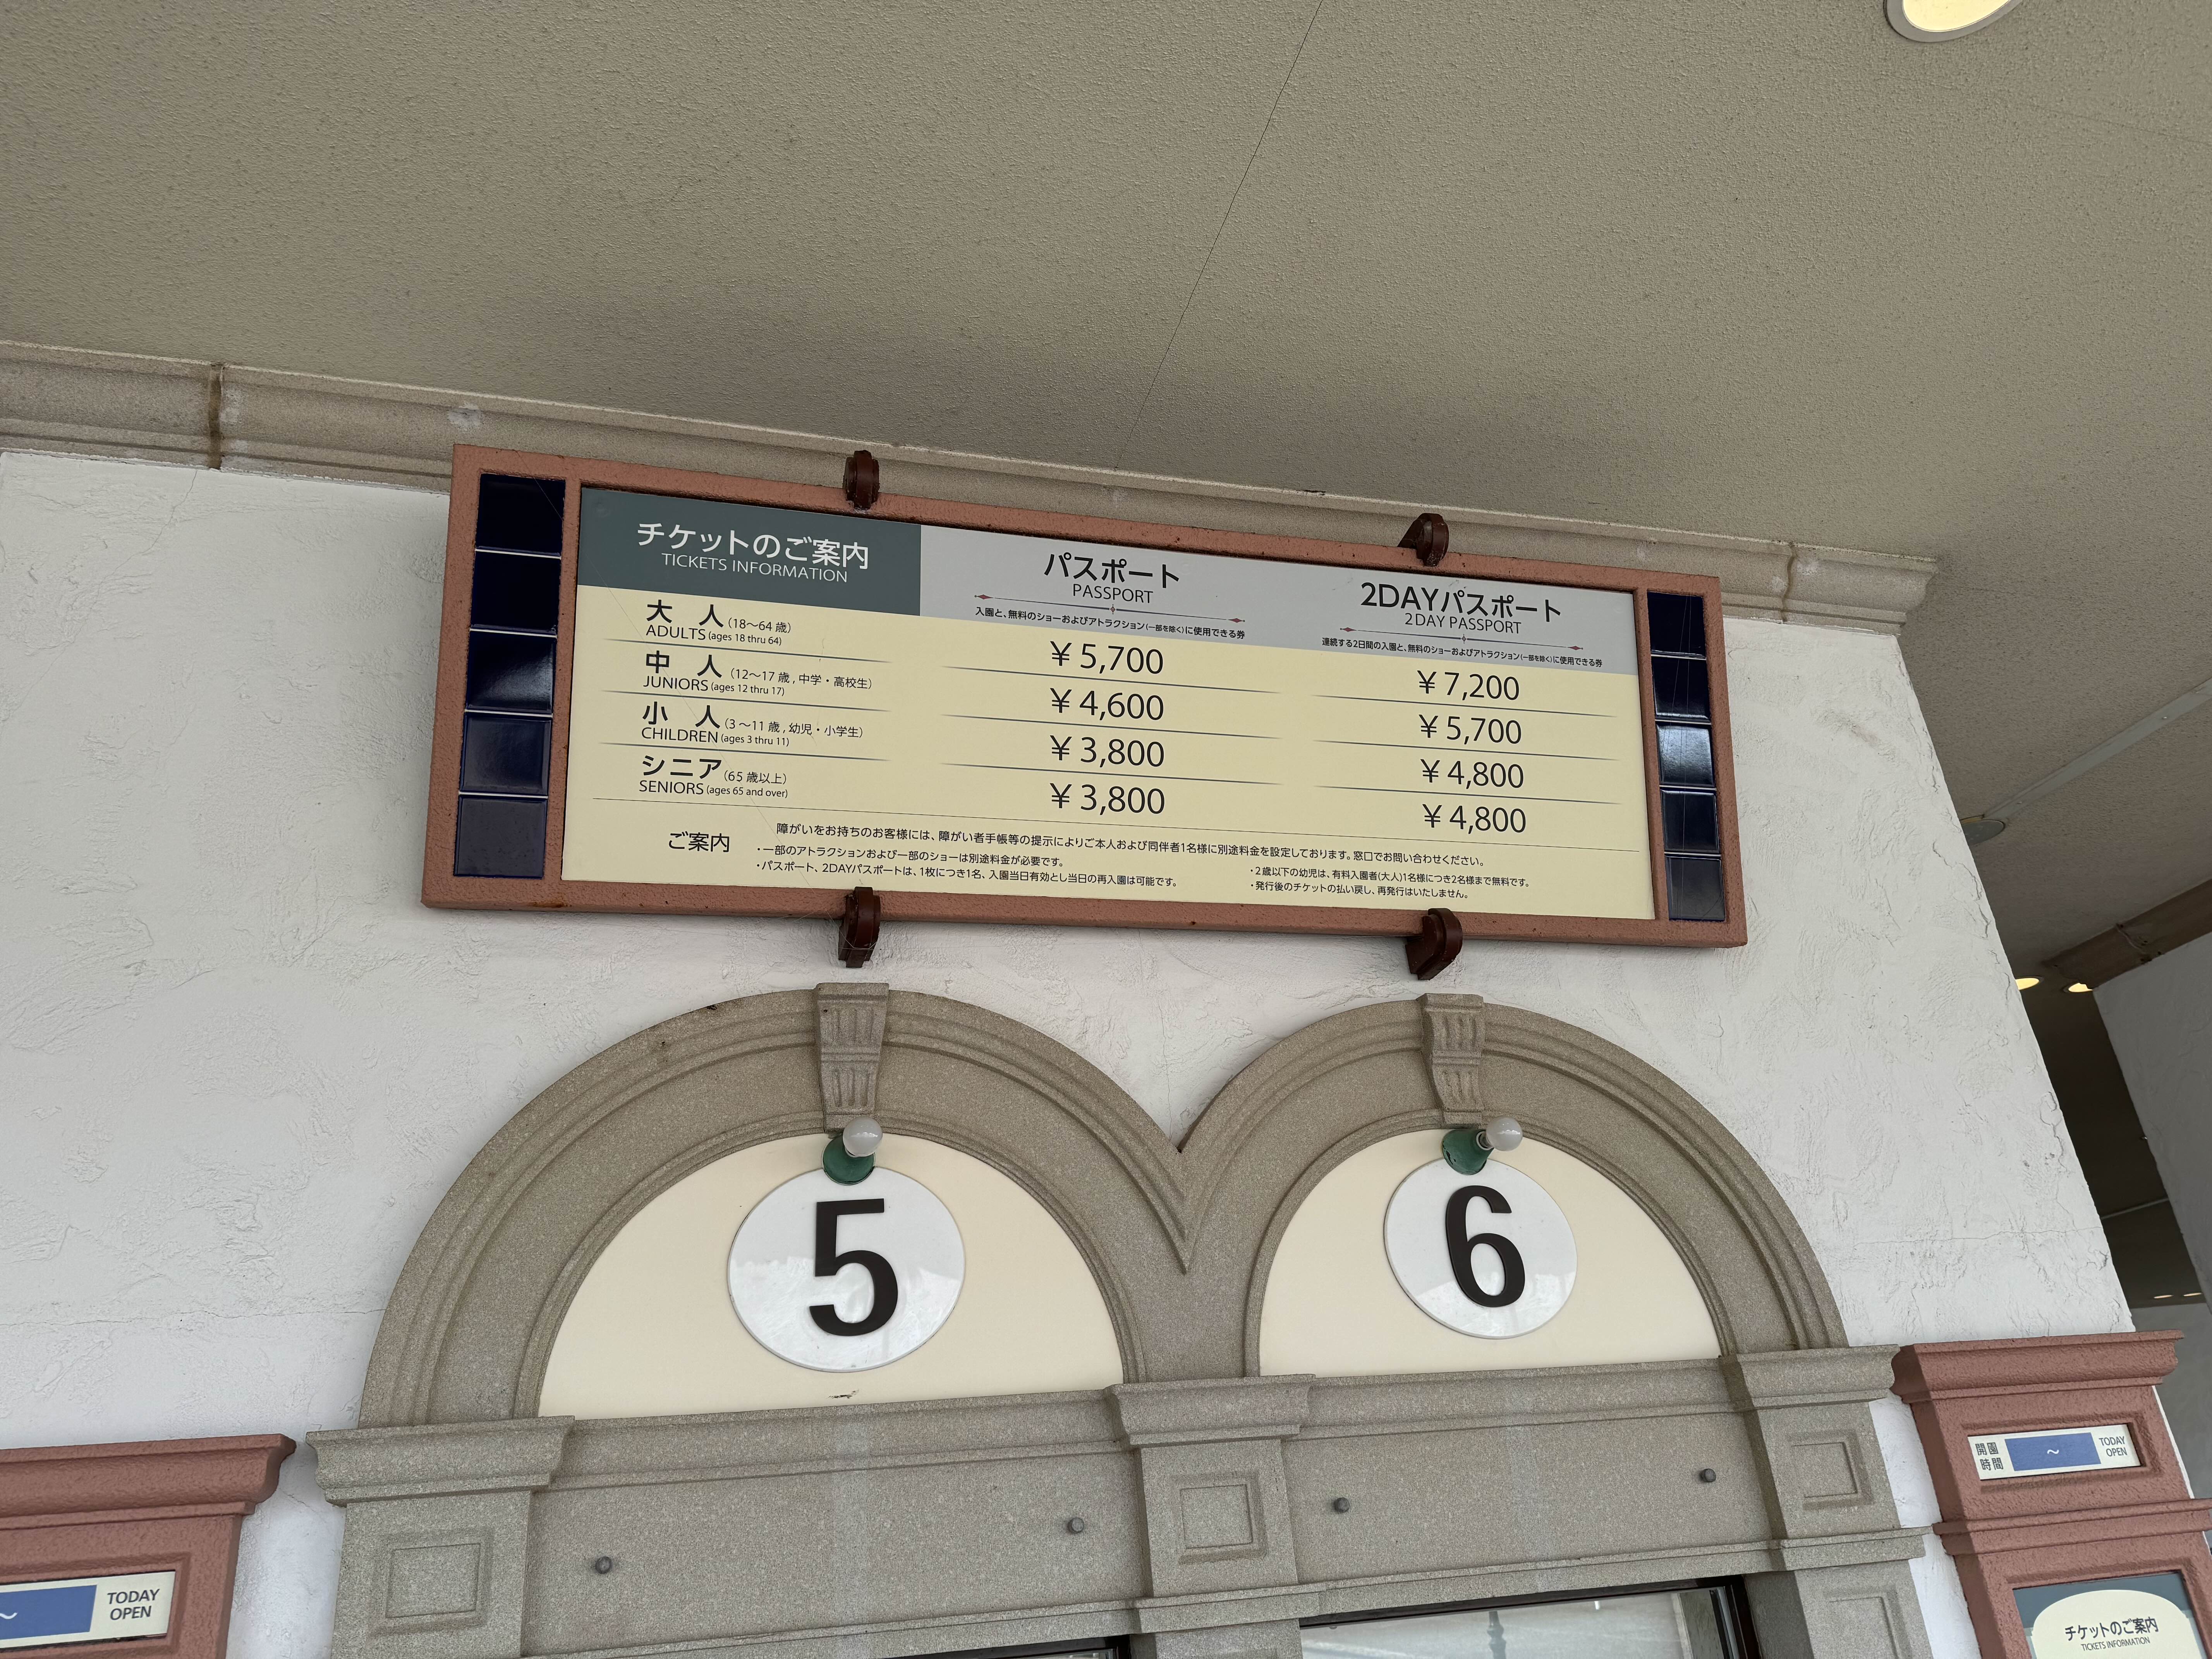 チケットのご案内
TICKETS INFORMATION
パスポート
PASSPORT
入園と、無料のショーおよびアトラクション(一部を除く)に使用できる券
2DAYパスポート
2DAY PASSPORT
連続する2日間の入園と、無料のショーおよびアトラクション(一部を除く)に使用できる券
大 人 (18〜64 歳)
ADULTS (ages 18 thru 64)
¥5,700
¥7,200
中 人 (12〜17 歳 , 中学・高校生)
JUNIORS (ages 12 thru 17)
¥4,600
¥5,700
小 人 (3 〜11 歳 , 幼児・小学生)
CHILDREN (ages 3 thru 11)
¥3,800
¥4,800
シニア (65 歳以上)
SENIORS (ages 65 and over)
¥3,800
¥4,800
ご案内
障がいをお持ちのお客様には、障がい者手帳等の提示によりご本人および同伴者1名様に別途料金を設定しております。窓口でお問い合わせください。
・一部のアトラクションおよび一部のショーは別途料金が必要です。
・パスポート、2DAYパスポートは、1枚につき1名、入園当日有効とし当日の再入園は可能です。
・2歳以下の幼児は、有料入園者(大人)1名様につき2名様まで無料です。
・発行後のチケットの払い戻し、再発行はいたしません。
5
6
開園
時間
〜
TODAY
OPEN
〜
TODAY
OPEN
チケットのご案内
TICKETS INFORMATION